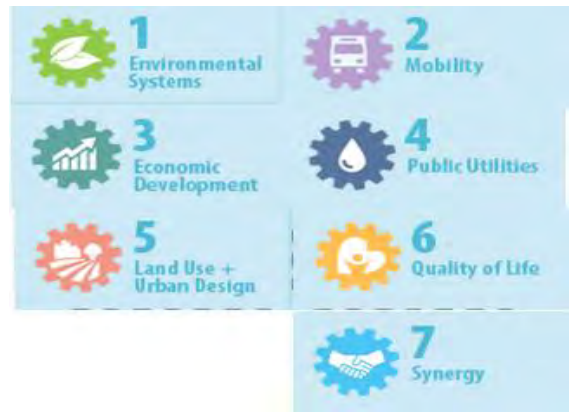 1
Environmental
Systems
2
Mobility
3
Economic
Development
4
Public Utilities
5
Land Use +
Urban Design
6
Quality of Life
7
Synergy